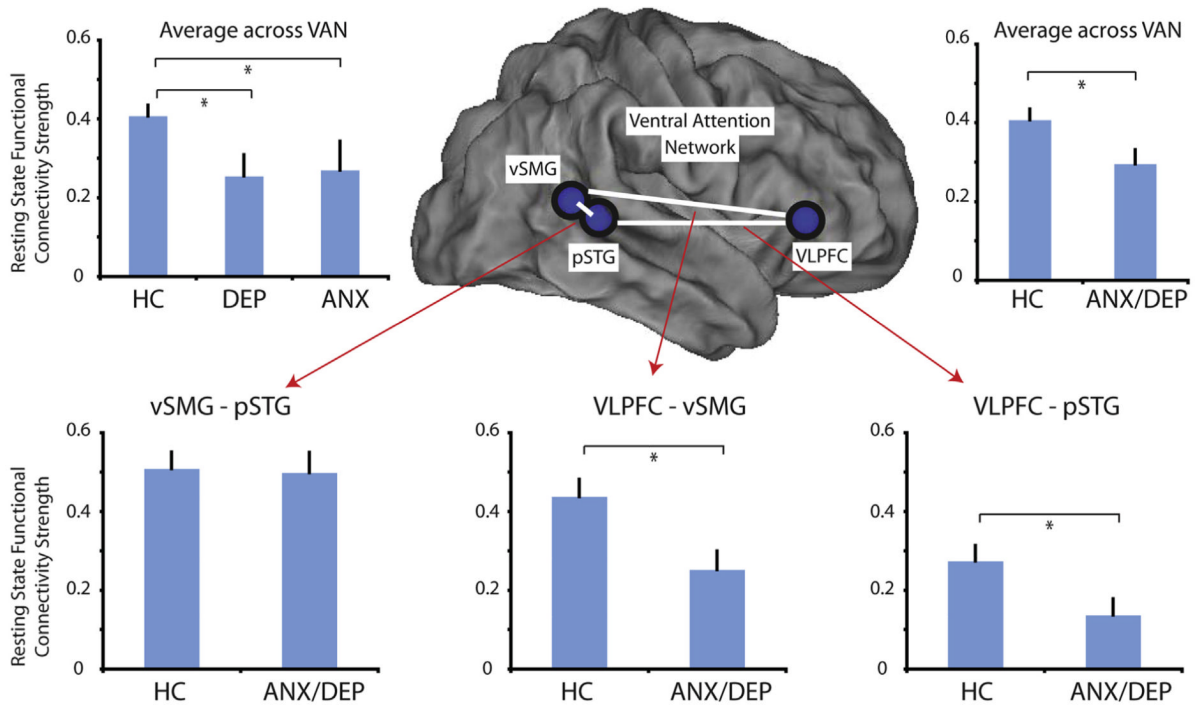 Average across VAN
Resting State Functional
Connectivity Strength
0.6
0.4
0.2
0
*
*
HC DEP ANX
Ventral Attention
Network
vSMG
pSTG
VLPFC
Average across VAN
0.6
0.4
0.2
0
*
HC ANX/DEP
vSMG - pSTG
Resting State Functional
Connectivity Strength
0.6
0.4
0.2
0
HC ANX/DEP
VLPFC - vSMG
0.6
0.4
0.2
0
*
HC ANX/DEP
VLPFC - pSTG
0.6
0.4
0.2
0
*
HC ANX/DEP